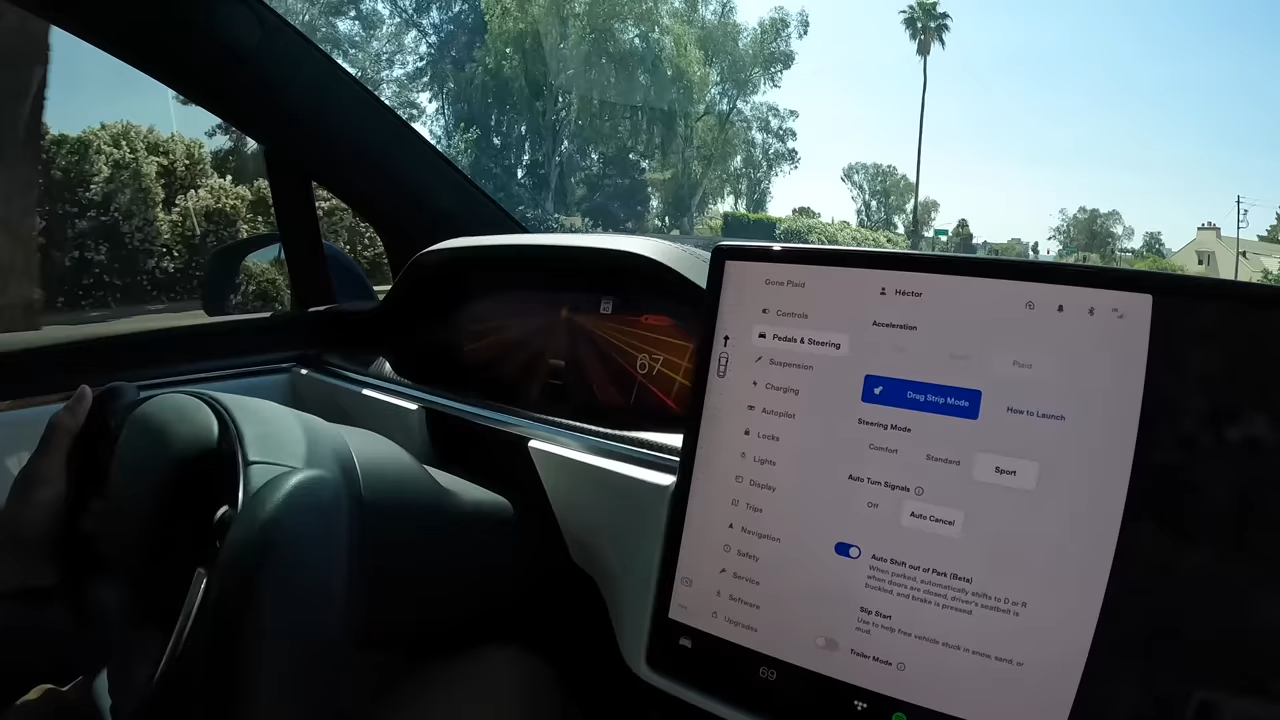 40
67
Gone Plaid
Héctor
Controls
Pedals & Steering
Suspension
Charging
Autopilot
Locks
Lights
Display
Trips
Navigation
Safety
Service
Software
Upgrades
Acceleration
Plaid
Drag Strip Mode
How to Launch
Steering Mode
Comfort
Standard
Sport
Auto Turn Signals
Off
Auto Cancel
Auto Shift out of Park (Beta)
When parked, automatically shifts to D or R
when doors are closed, driver's seatbelt is
buckled, and brake is pressed.
Slip Start
Use to help free vehicle stuck in snow, sand, or
mud.
Trailer Mode
69